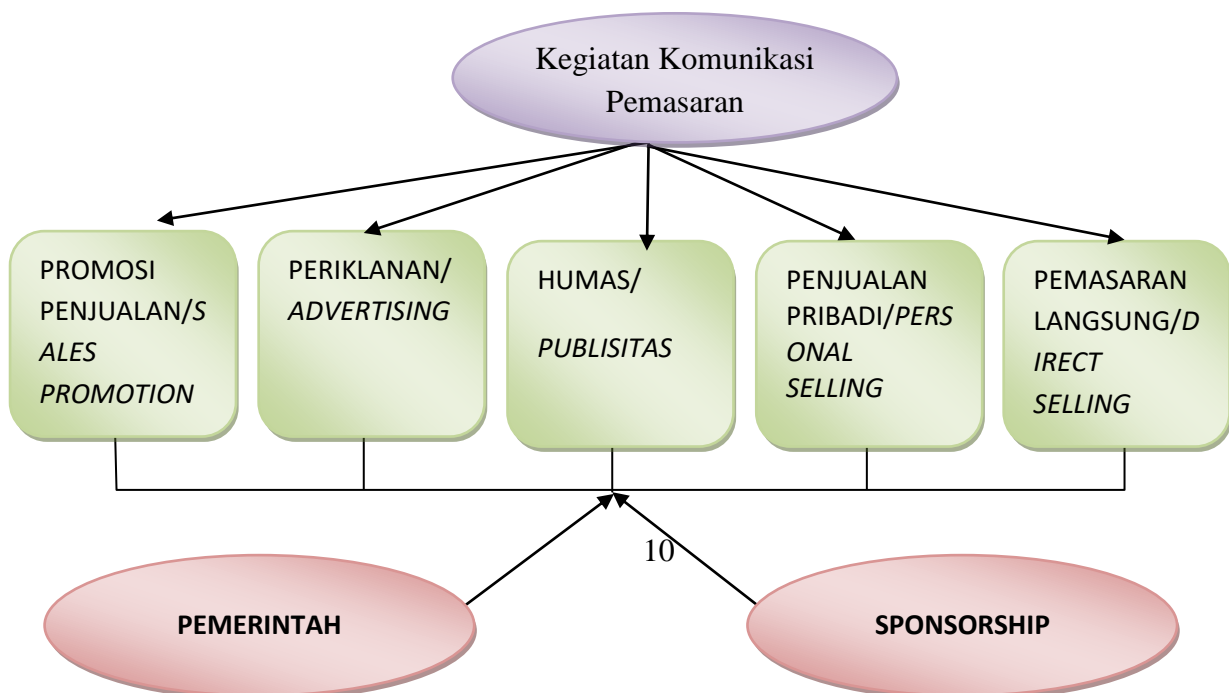 Kegiatan Komunikasi
Pemasaran
PROMOSI
PENJUALAN/S
ALES
PROMOTION
PERIKLANAN/
ADVERTISING
HUMAS/
PUBLISITAS
PENJUALAN
PRIBADI/PERS
ONAL
SELLING
PEMASARAN
LANGSUNG/D
IRECT
SELLING
10
PEMERINTAH
SPONSORSHIP